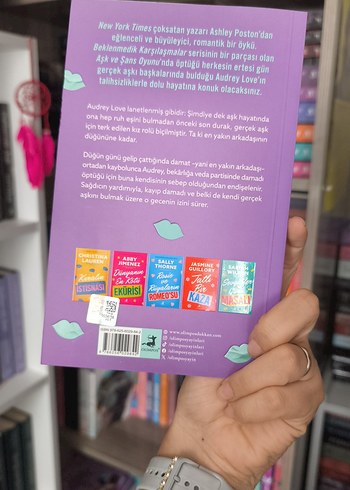 New York Times çoksatan yazarı Ashley Poston'dan
eğlenceli ve büyüleyici, romantik bir öykü.
Beklenmedik Karşılaşmalar serisinin bir parçası olan
Aşk ve Şans Oyunu'nda öptüğü herkesin ertesi gün
gerçek aşkı başkalarında bulduğu Audrey Love'ın
talihsizliklerle dolu hayatına konuk olacaksınız.
Audrey Love lanetlenmiş gibidir: Şimdiye dek aşk hayatında
ona hep ruh eşini bulmadan önceki son durak, gerçek aşk
için terk edilen kız rolü biçilmiştir. Ta ki en yakın arkadaşının
düğününe kadar.
Düğün günü gelip çattığında damat –yani en yakın arkadaşı–
ortadan kaybolunca Audrey, bekârlığa veda partisinde damadı
öptüğü için buna kendisinin sebep olduğundan endişelenir.
Sağdıcın yardımıyla, kayıp damadı ve belki de kendi gerçek
aşkını bulmalı üzere o gecenin izini sürer.
CHRISTINA
LAUREN
İSTİSNASI
ABBY
JIMENEZ
Dünyanın
En Kötü
EKÜRİSİ
SALLY
THORNE
ROMEO'SU
JASMINE
GUILLORY
Tatlı
Bir
KAZA
MASALI
OLIMPOS